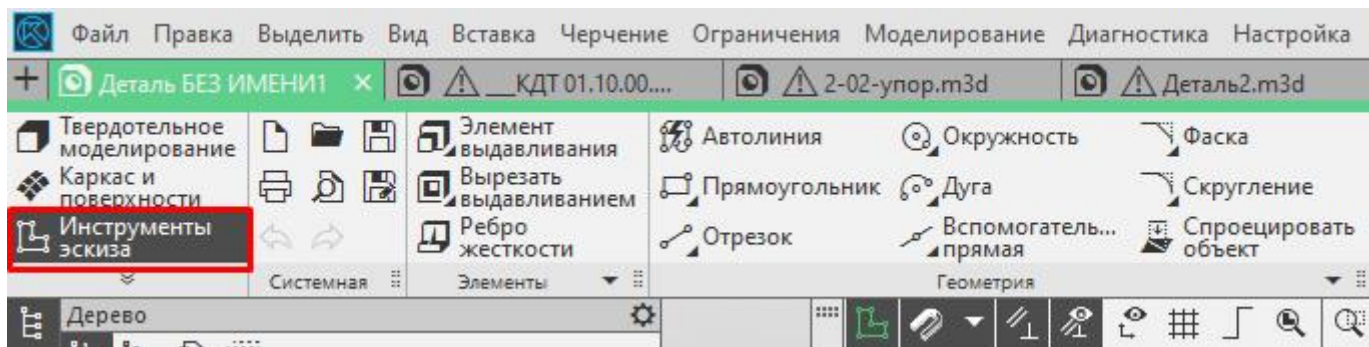 Файл Правка Выделить Вид Вставка Черчение Ограничения Моделирование Диагностика Настройка
Деталь БЕЗ ИМЕНИ1 × __КДТ 01.10.00.... 2-02-упор.m3d Деталь2.m3d
Твердотельное
моделирование
Каркас и
поверхности
Инструменты
эскиза
Системная
Элемент
выдавливания
Вырезать
выдавливанием
Ребро
жесткости
Элементы
Автолиния
Прямоугольник
Отрезок
Окружность
Дуга
Вспомогатель...
прямая
Фаска
Скругление
Спроецировать
объект
Геометрия
Дерево